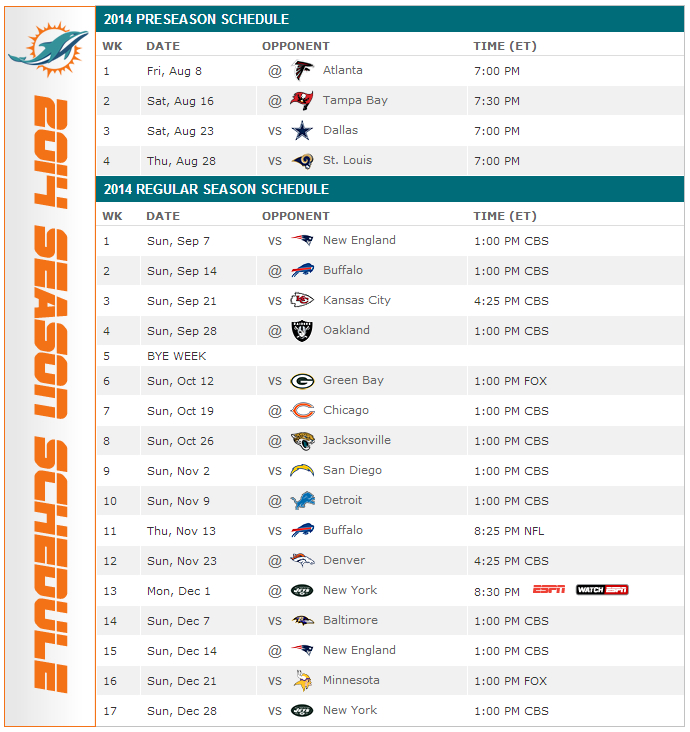 2014 SEASON SCHEDULE
2014 PRESEASON SCHEDULE
WK DATE OPPONENT TIME (ET)
1 Fri, Aug 8 @ Atlanta 7:00 PM
2 Sat, Aug 16 @ Tampa Bay 7:30 PM
3 Sat, Aug 23 vs Dallas 7:00 PM
4 Thu, Aug 28 vs St. Louis 7:00 PM
2014 REGULAR SEASON SCHEDULE
WK DATE OPPONENT TIME (ET)
1 Sun, Sep 7 vs New England 1:00 PM CBS
2 Sun, Sep 14 @ Buffalo 1:00 PM CBS
3 Sun, Sep 21 vs Kansas City 4:25 PM CBS
4 Sun, Sep 28 @ RAIDERS Oakland 1:00 PM CBS
5 BYE WEEK
6 Sun, Oct 12 vs G Green Bay 1:00 PM FOX
7 Sun, Oct 19 @ C Chicago 1:00 PM CBS
8 Sun, Oct 26 @ Jacksonville 1:00 PM CBS
9 Sun, Nov 2 vs San Diego 1:00 PM CBS
10 Sun, Nov 9 @ Detroit 1:00 PM CBS
11 Thu, Nov 13 vs Buffalo 8:25 PM NFL
12 Sun, Nov 23 @ Denver 4:25 PM CBS
13 Mon, Dec 1 @ JETS New York 8:30 PM ESPN WATCH ESPN
14 Sun, Dec 7 vs Baltimore 1:00 PM CBS
15 Sun, Dec 14 @ New England 1:00 PM CBS
16 Sun, Dec 21 vs Minnesota 1:00 PM FOX
17 Sun, Dec 28 vs JETS New York 1:00 PM CBS